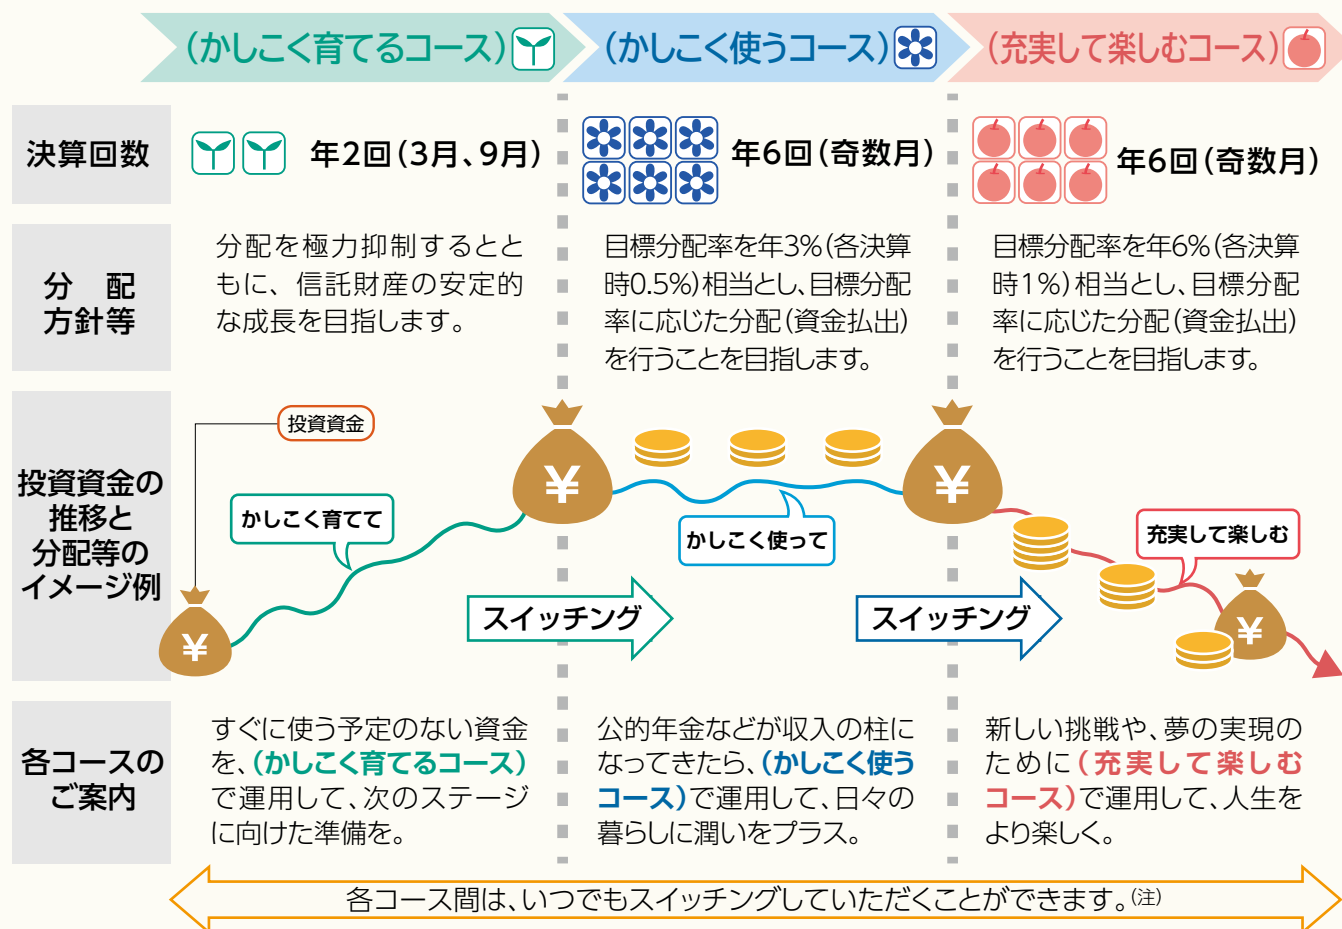 (かしこく育てるコース)
(かしこく使うコース)
(充実して楽しむコース)
決算回数
年2回(3月、9月)
年6回(奇数月)
年6回(奇数月)
分 配
方針等
分配を極力抑制するとと
もに、信託財産の安定的
な成長を目指します。
目標分配率を年3%(各決算
時0.5%)相当とし、目標分配
率に応じた分配(資金払出)
を行うことを目指します。
目標分配率を年6%(各決算
時1%)相当とし、目標分配
率に応じた分配(資金払出)
を行うことを目指します。
投資資金の
推移と
分配等の
イメージ例
投資資金
かしこく育てて
¥
¥
スイッチング
かしこく使って
¥
スイッチング
充実して楽しむ
¥
各コースの
ご案内
すぐに使う予定のない資金
を、(かしこく育てるコース)
で運用して、次のステージ
に向けた準備を。
公的年金などが収入の柱に
なってきたら、(かしこく使う
コース)で運用して、日々の
暮らしに潤いをプラス。
新しい挑戦や、夢の実現の
ために(充実して楽しむ
コース)で運用して、人生を
より楽しく。
各コース間は、いつでもスイッチングしていただくことができます。(注)